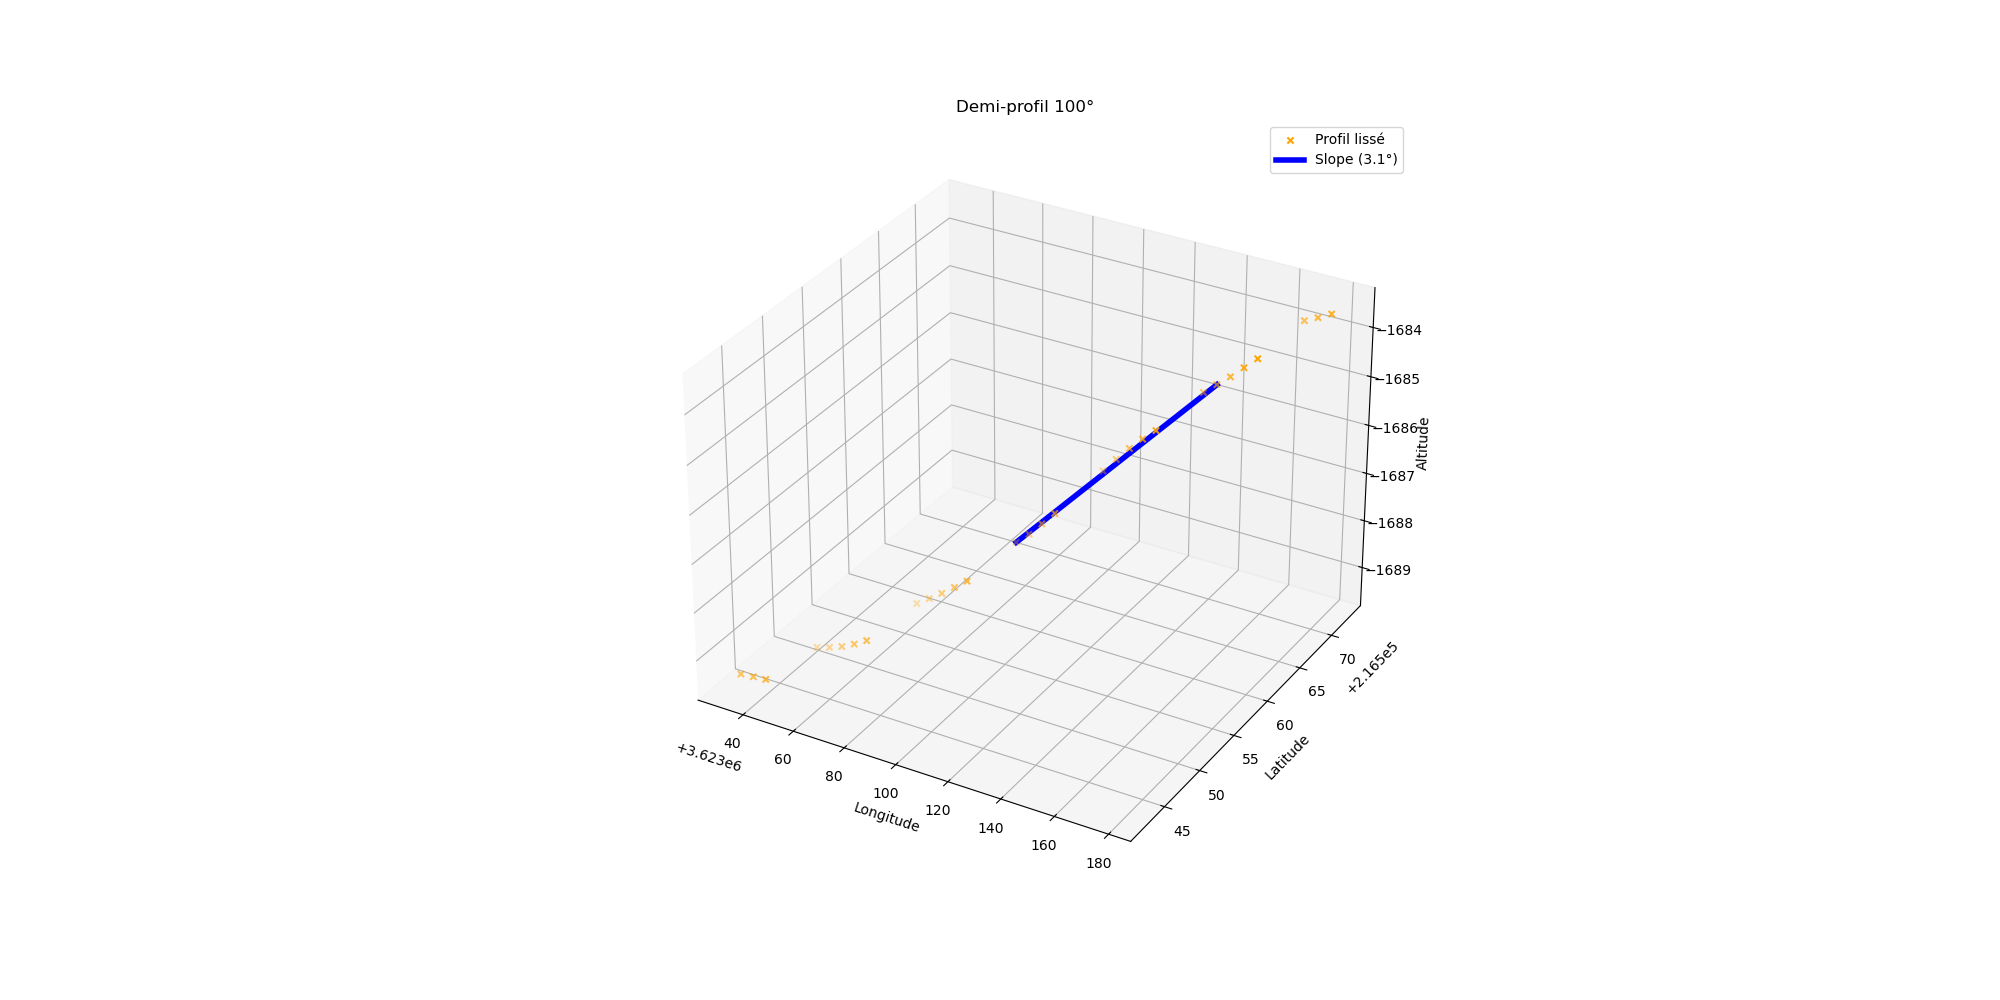 Demi-profil 100°
Profil lissé
Slope (3.1°)
−1684
−1685
−1686
−1687
−1688
−1689
Altitude
70
65
60
55
50
45
+2.165e5
Latitude
40
60
80
100
120
140
160
180
+3.623e6
Longitude